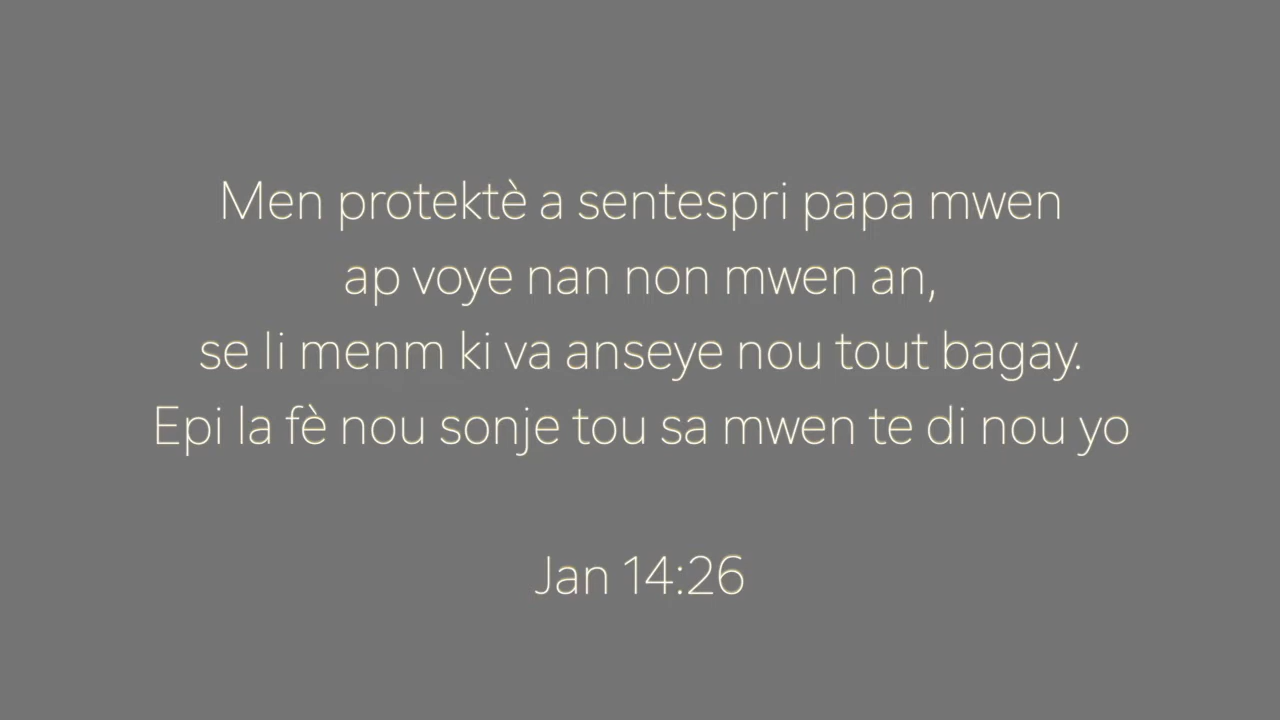 Men protektè a sentespri papa mwen
ap voye nan non mwen an,
se li menm ki va anseye nou tout bagay.
Epi la fè nou sonje tou sa mwen te di nou yo
Jan 14:26